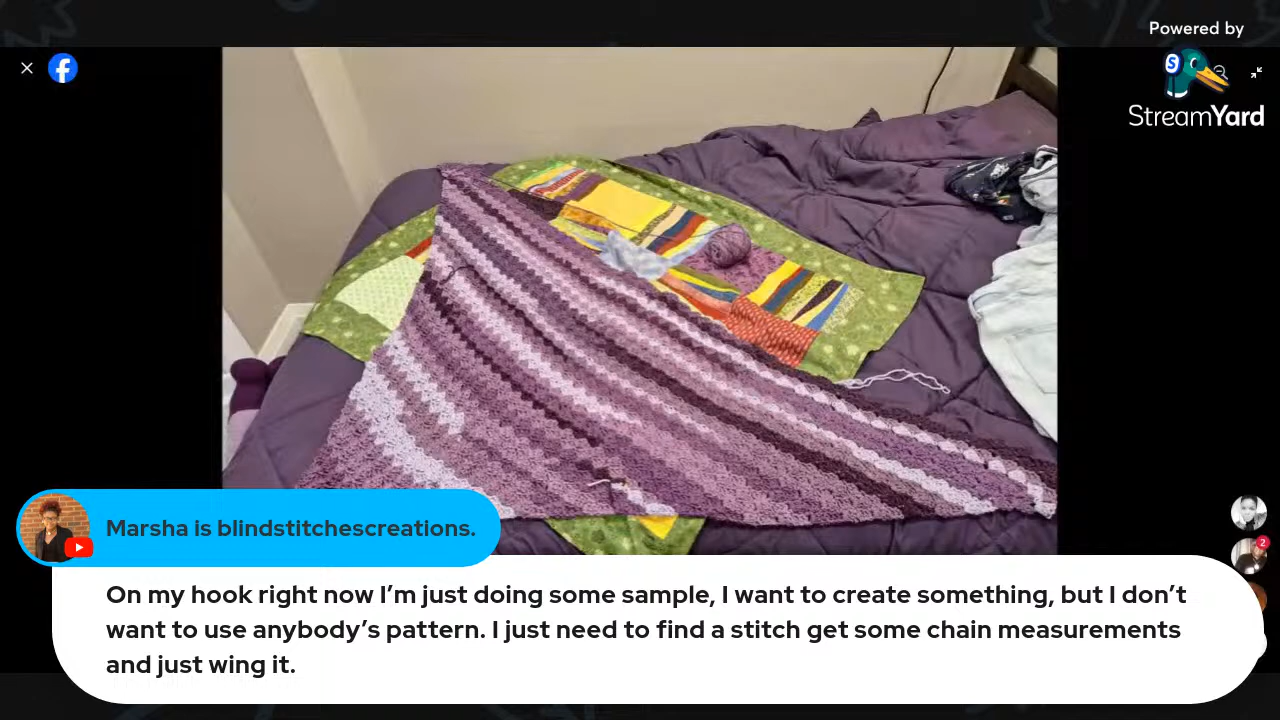 Powered by
StreamYard
Marsha is blindstitchescreations.
On my hook right now I’m just doing some sample, I want to create something, but I don’t
want to use anybody’s pattern. I just need to find a stitch get some chain measurements
and just wing it.
2